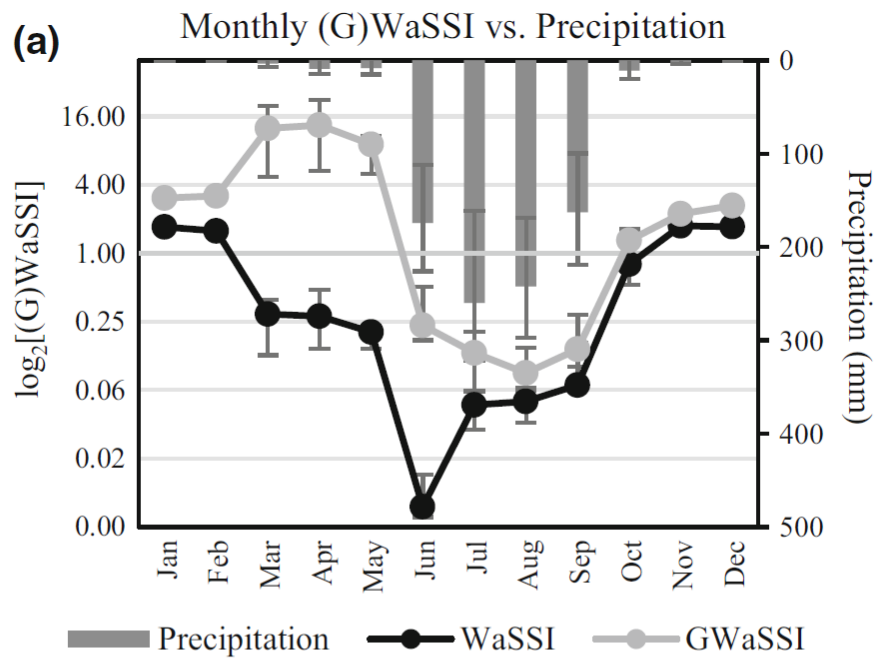 (a)
Monthly (G)WaSSI vs. Precipitation
log₂[(G)WaSSI]
16.00
4.00
1.00
0.25
0.06
0.02
0.00
0
100
200
300
400
500
Precipitation (mm)
Jan Feb Mar Apr May Jun Jul Aug Sep Oct Nov Dec
Precipitation WaSSI GWaSSI